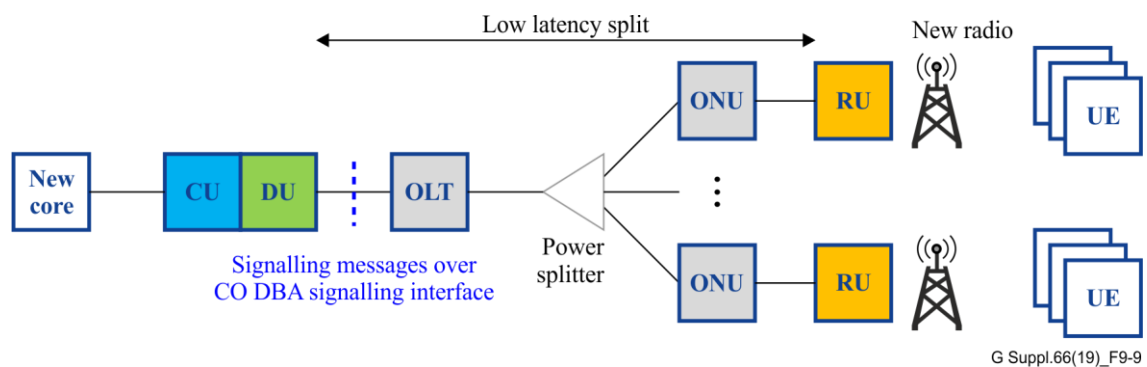 Low latency split
New radio
ONU
RU
UE
New
core
CU
DU
OLT
Power
splitter
Signalling messages over
CO DBA signalling interface
ONU
RU
UE
G Suppl.66(19)_F9-9